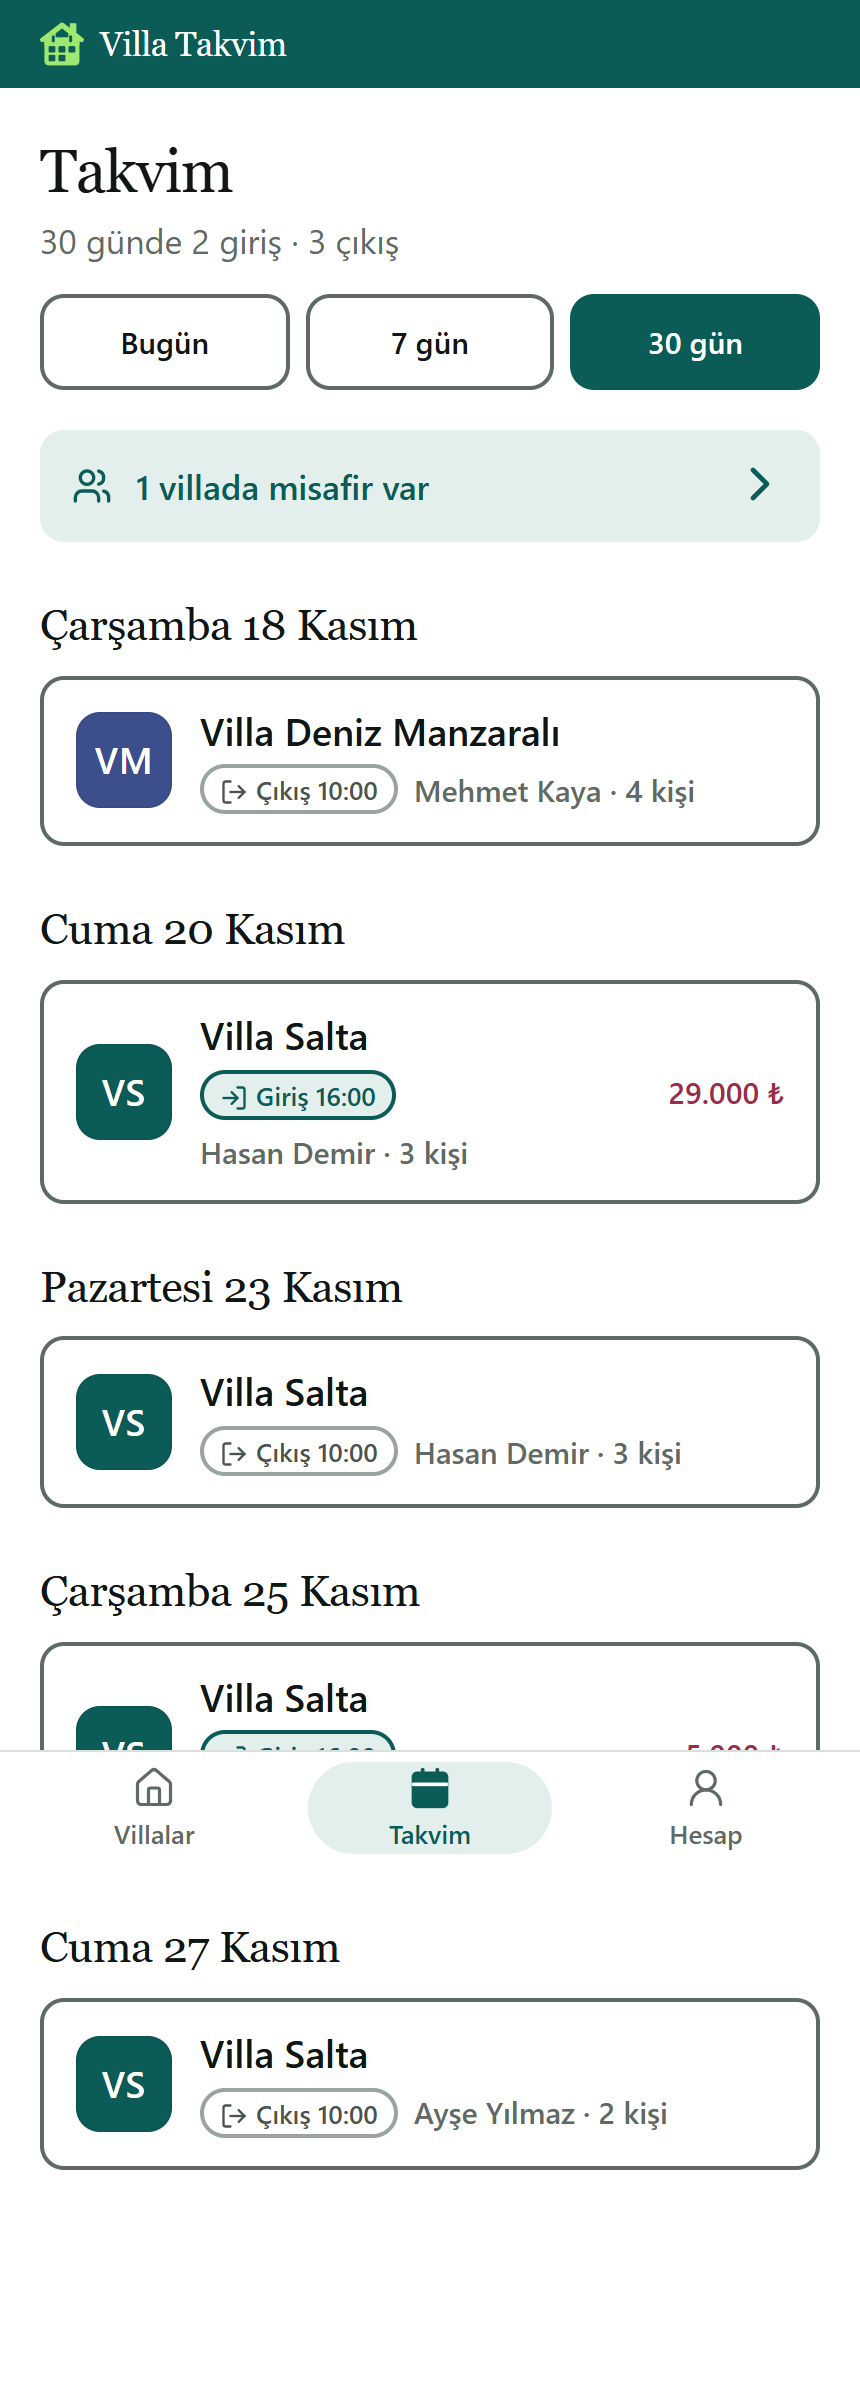 Villa Takvim
Takvim
30 günde 2 giriş · 3 çıkış
Bugün
7 gün
30 gün
1 villada misafir var
Çarşamba 18 Kasım
VM
Villa Deniz Manzaralı
Çıkış 10:00
Mehmet Kaya · 4 kişi
Cuma 20 Kasım
VS
Villa Salta
Giriş 16:00
29.000 ₺
Hasan Demir · 3 kişi
Pazartesi 23 Kasım
VS
Villa Salta
Çıkış 10:00
Hasan Demir · 3 kişi
Çarşamba 25 Kasım
Villa Salta
VS
Villalar
Takvim
Hesap
Cuma 27 Kasım
VS
Villa Salta
Çıkış 10:00
Ayşe Yılmaz · 2 kişi